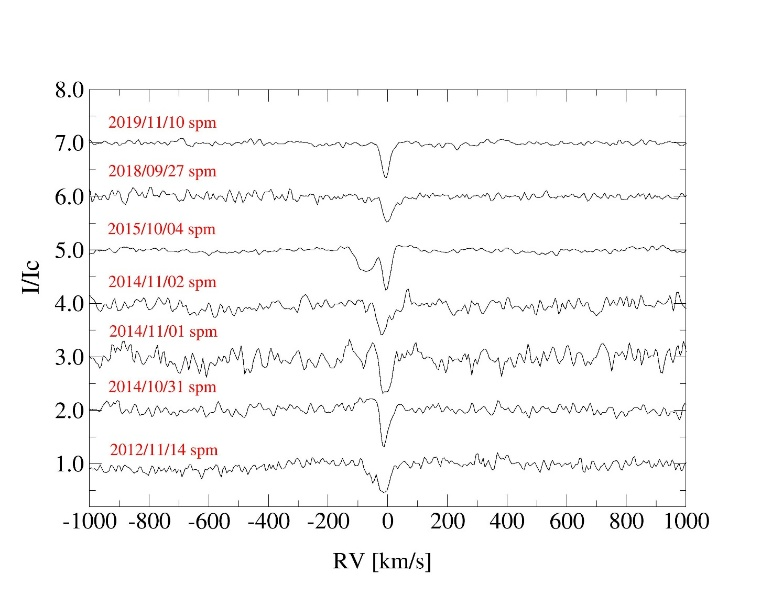 8.0
2019/11/10 spm
7.0
2018/09/27 spm
6.0
2015/10/04 spm
5.0
2014/11/02 spm
4.0
2014/11/01 spm
3.0
2014/10/31 spm
2.0
2012/11/14 spm
1.0
I/Ic
-1000 -800 -600 -400 -200 0 200 400 600 800 1000
RV [km/s]